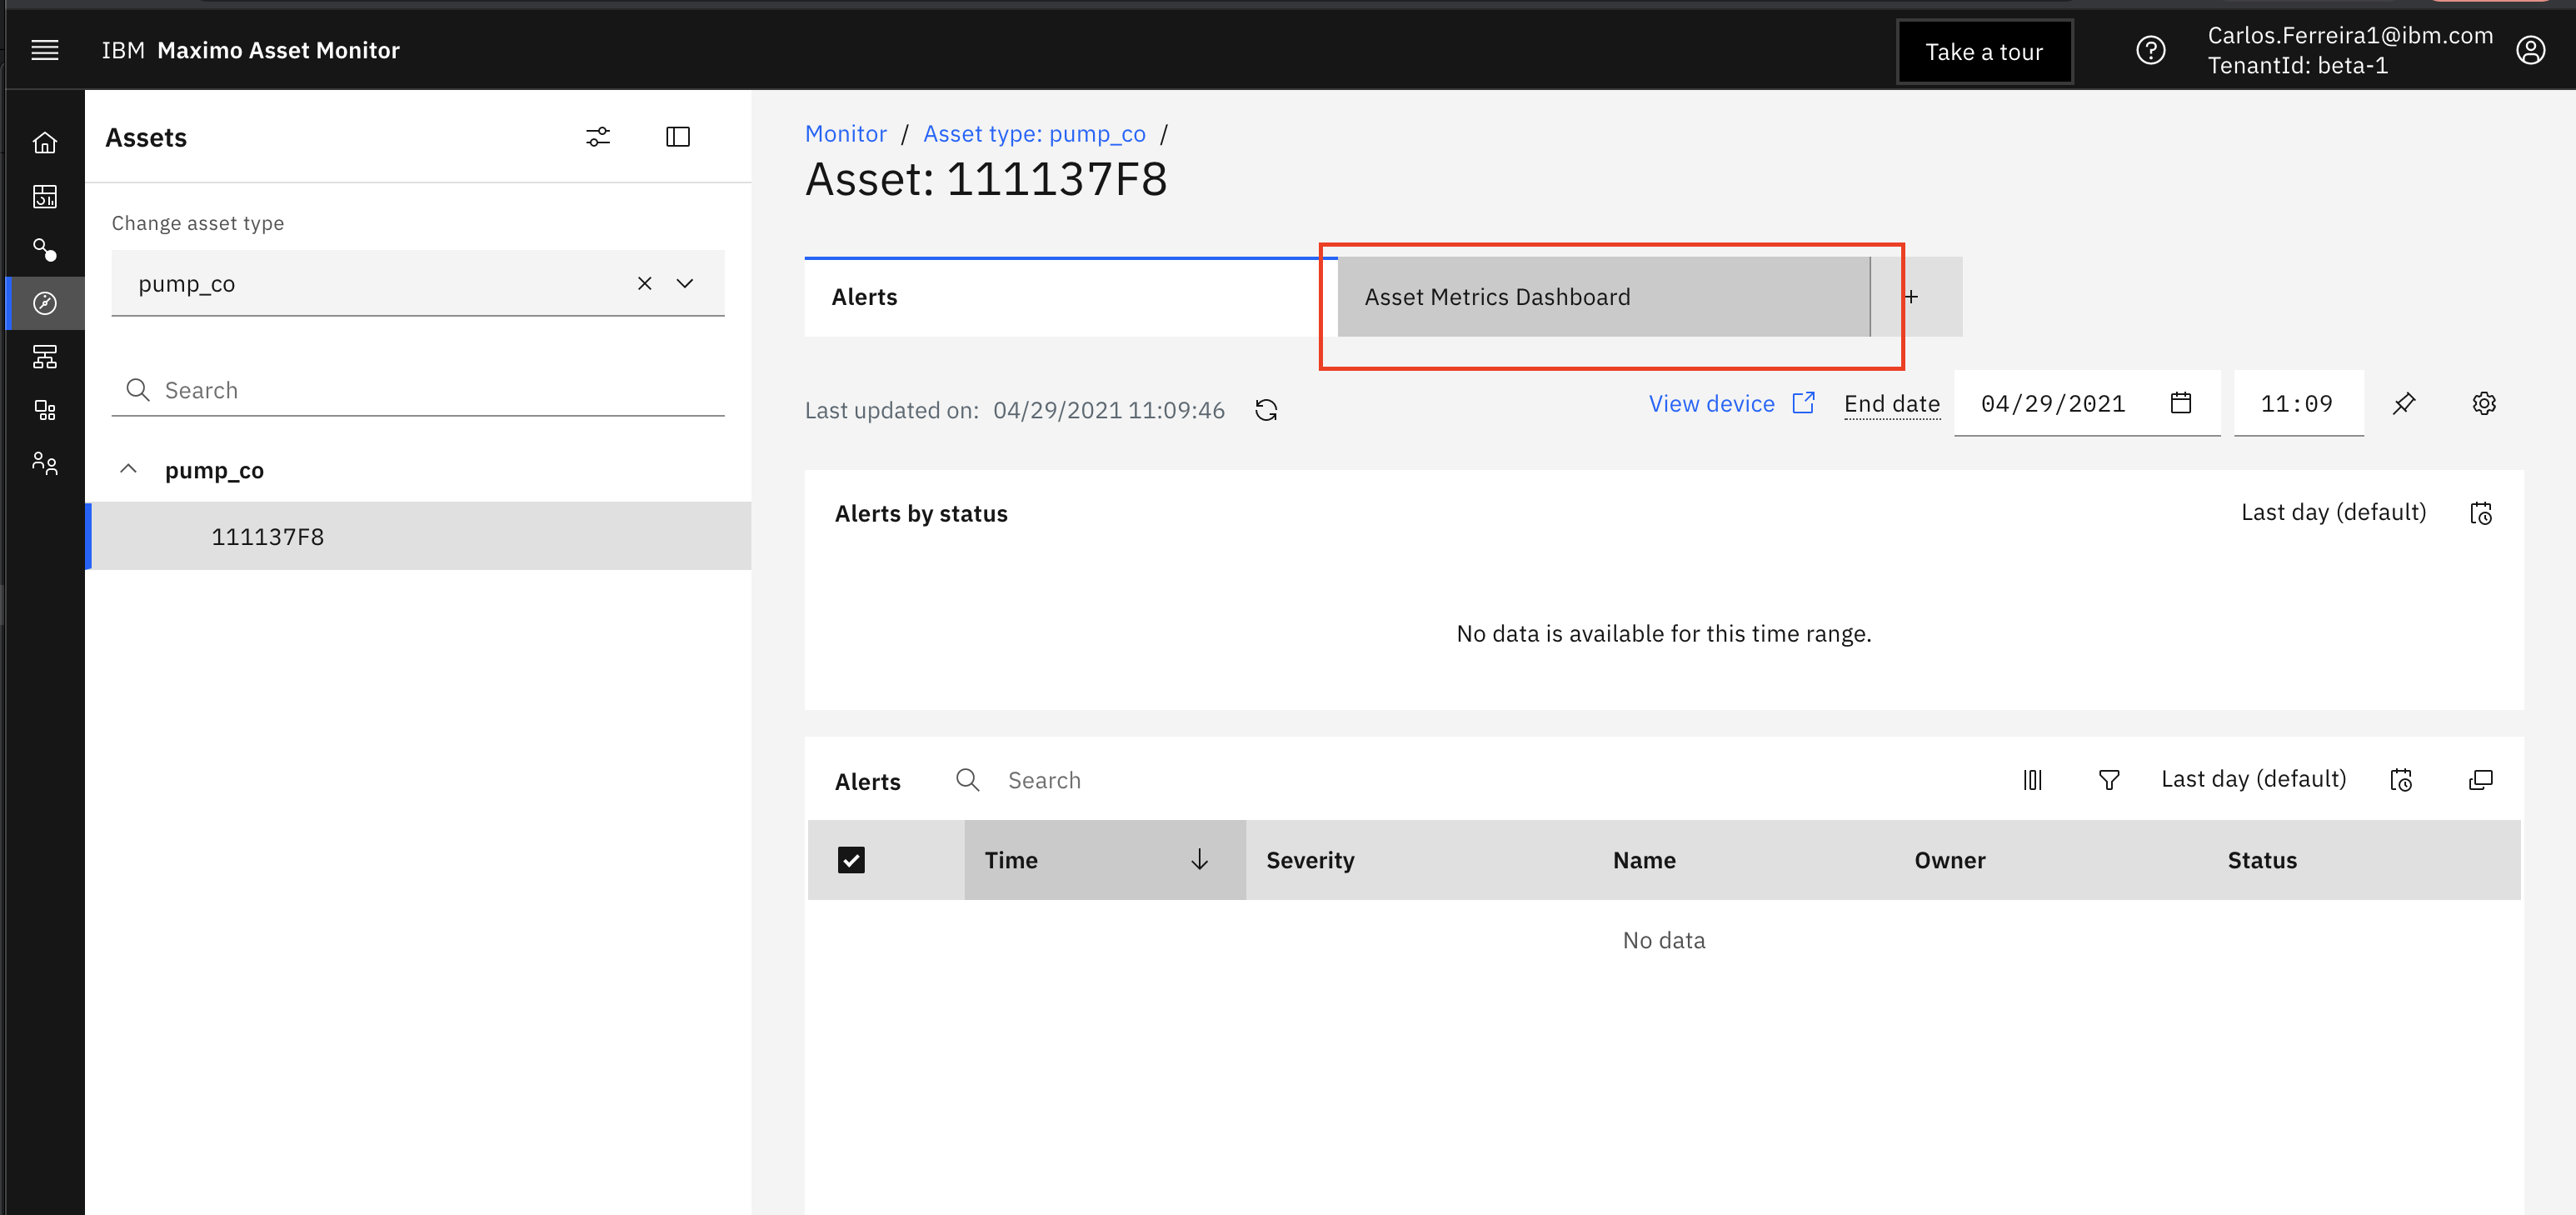 IBM Maximo Asset Monitor
Take a tour
Carlos.Ferreira1@ibm.com
TenantId: beta-1
Assets
Change asset type
pump_co
Search
pump_co
111137F8
Monitor / Asset type: pump_co /
Asset: 111137F8
Alerts
Asset Metrics Dashboard
+
Last updated on: 04/29/2021 11:09:46
View device
End date
04/29/2021
11:09
Alerts by status
Last day (default)
No data is available for this time range.
Alerts
Search
Last day (default)
Time Severity Name Owner Status
No data